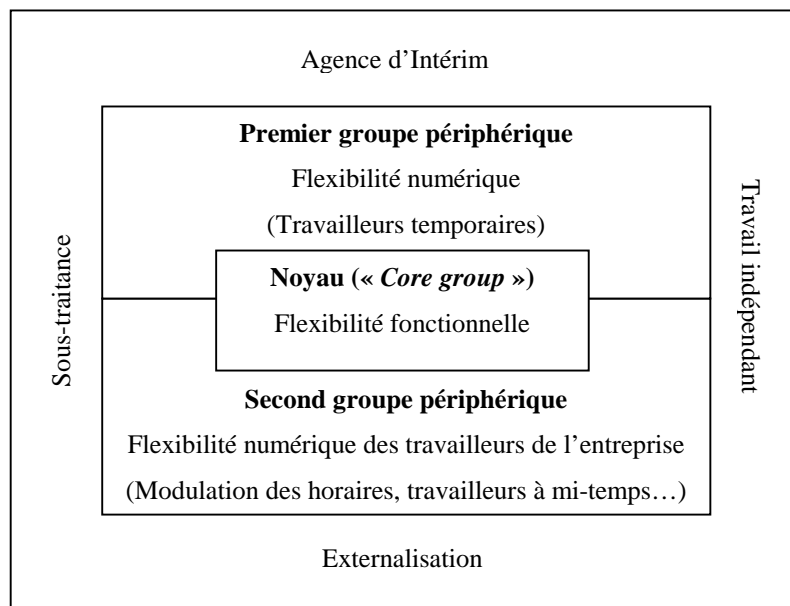 Agence d’Intérim
Premier groupe périphérique
Flexibilité numérique
(Travailleurs temporaires)
Sous-traitance
Noyau (« Core group »)
Flexibilité fonctionnelle
Travail indépendant
Second groupe périphérique
Flexibilité numérique des travailleurs de l’entreprise
(Modulation des horaires, travailleurs à mi-temps…)
Externalisation